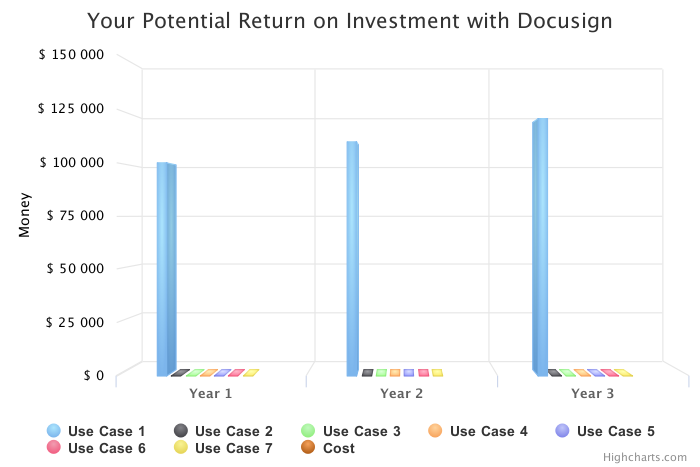 Your Potential Return on Investment with Docusign
$ 150 000
$ 125 000
$ 100 000
$ 75 000
$ 50 000
$ 25 000
$ 0
Money
Year 1 Year 2 Year 3
Use Case 1 Use Case 2 Use Case 3 Use Case 4 Use Case 5
Use Case 6 Use Case 7 Cost
Highcharts.com